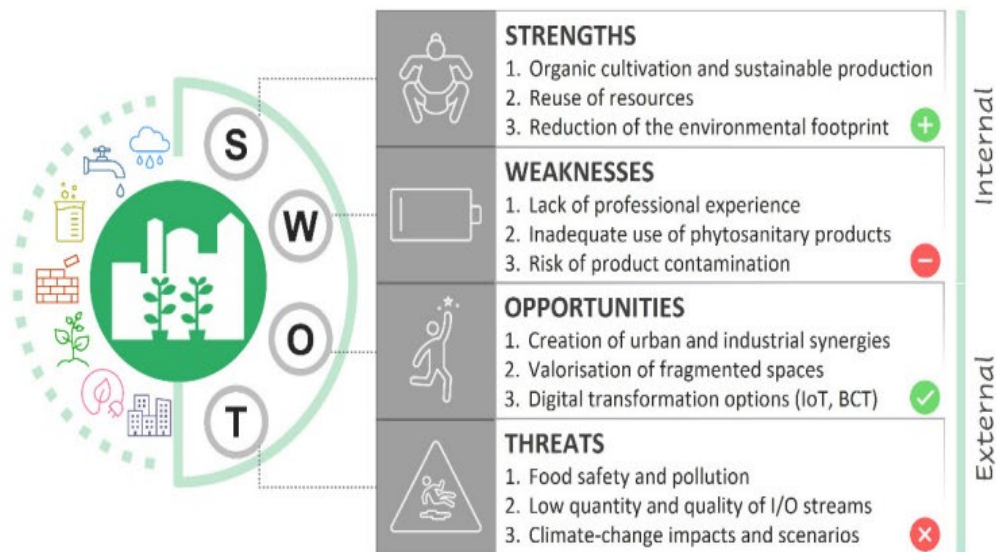 S
W
O
T
STRENGTHS
1. Organic cultivation and sustainable production
2. Reuse of resources
3. Reduction of the environmental footprint
WEAKNESSES
1. Lack of professional experience
2. Inadequate use of phytosanitary products
3. Risk of product contamination
OPPORTUNITIES
1. Creation of urban and industrial synergies
2. Valorisation of fragmented spaces
3. Digital transformation options (IoT, BCT)
THREATS
1. Food safety and pollution
2. Low quantity and quality of I/O streams
3. Climate-change impacts and scenarios
Internal
External